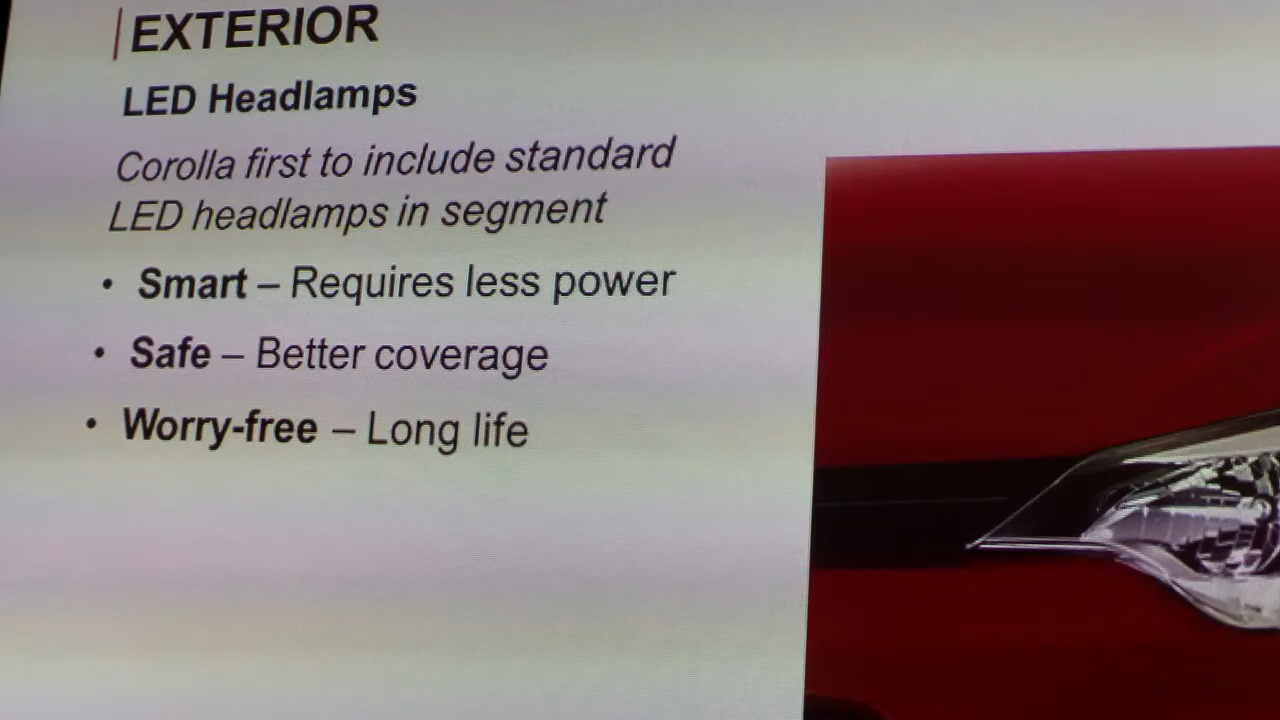 EXTERIOR
LED Headlamps
Corolla first to include standard
LED headlamps in segment
• Smart – Requires less power
• Safe – Better coverage
• Worry-free – Long life